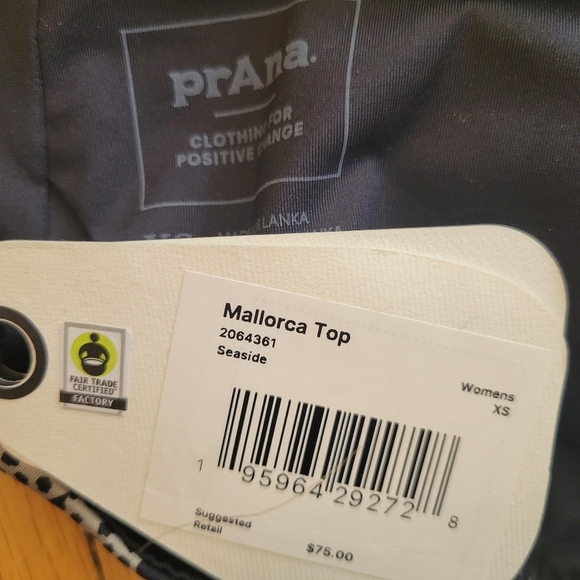 prAna.
CLOTHING FOR
POSITIVE CHANGE
LANKA
Mallorca Top
2064361
Seaside
Womens
XS
FAIR TRADE
CERTIFIED
FACTORY
1 95964 29272 8
Suggested
Retail
$75.00